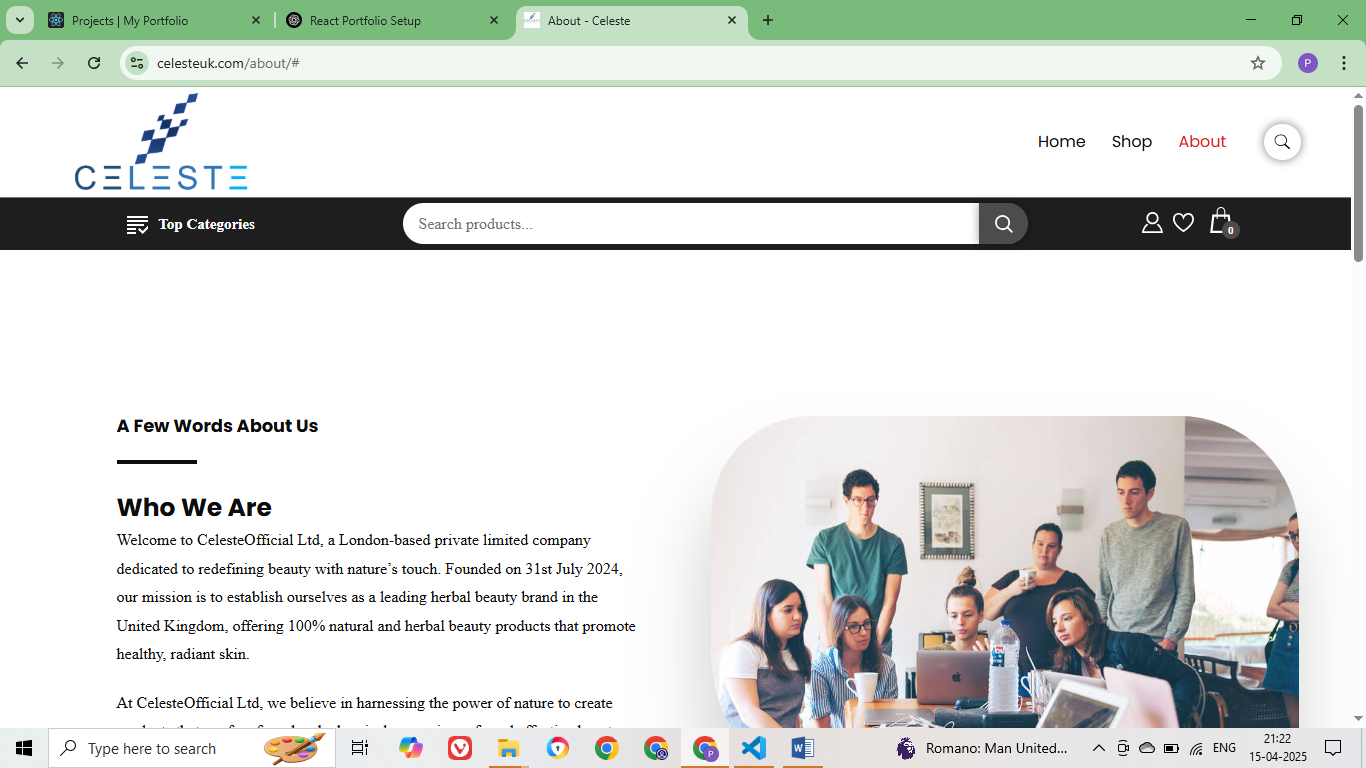 Projects | My Portfolio
React Portfolio Setup
About - Celeste
celesteuk.com/about/#
P
CELESTE
Home
Shop
About
Top Categories
Search products...
0
A Few Words About Us
Who We Are
Welcome to CelesteOfficial Ltd, a London-based private limited company
dedicated to redefining beauty with nature’s touch. Founded on 31st July 2024,
our mission is to establish ourselves as a leading herbal beauty brand in the
United Kingdom, offering 100% natural and herbal beauty products that promote
healthy, radiant skin.
At CelesteOfficial Ltd, we believe in harnessing the power of nature to create
Type here to search
P
Romano: Man United...
ENG
21:22
15-04-2025